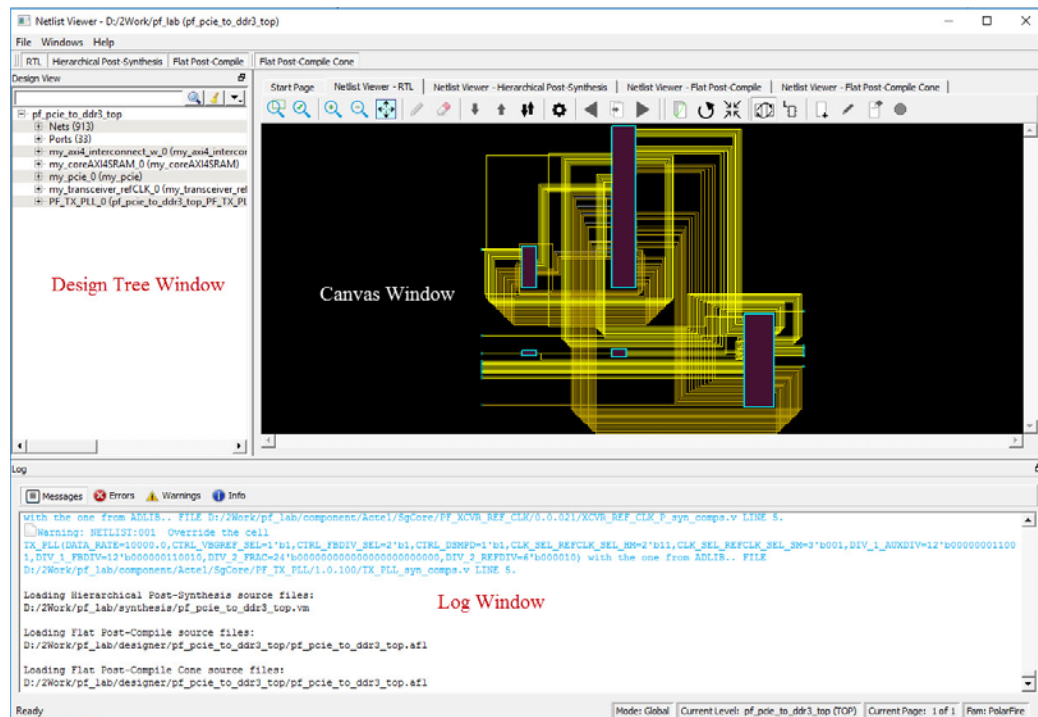 Netlist Viewer - D:/2Work/pf_lab (pf_pcie_to_ddr3_top)
File Windows Help
RTL Hierarchical Post-Synthesis Flat Post-Compile Flat Post-Compile Cone
Design View
Start Page Netlist Viewer - RTL Netlist Viewer - Hierarchical Post-Synthesis Netlist Viewer - Flat Post-Compile Netlist Viewer - Flat Post-Compile Cone
pf_pcie_to_ddr3_top
Nets (913)
Ports (33)
my_axi4_interconnect_w_0 (my_axi4_intercor
my_coreAXI4SRAM_0 (my_coreAXI4SRAM)
my_pcie_0 (my_pcie)
my_transceiver_refCLK_0 (my_transceiver_ref
PF_TX_PLL_0 (pf_pcie_to_ddr3_top_PF_TX_PL
Design Tree Window
Canvas Window
Log
Messages Errors Warnings Info
with the one from ADLIB.. FILE D:/2Work/pf_lab/component/Actel/SgCore/PF_XCVR_REF_CLK/0.0.021/XCVR_REF_CLK_P_syn_comps.v LINE 5.
Warning: NETLIST:001 Override the cell
TX_PLL(DATA_RATE=10000.0,CTRL_VBGREF_SEL=1'b1,CTRL_FBDIV_SEL=2'b1,CTRL_DSMPD=1'b1,CLK_SEL_REFCLK_SEL_HM=2'b11,CLK_SEL_REFCLK_SEL_SM=3'b001,DIV_1_AUXDIV=12'b00000001100
1,DIV_1_FBDIV=12'b000000110010,DIV_2_FRAC=24'b000000000000000000000000,DIV_2_REFDIV=6'b000010) with the one from ADLIB.. FILE
D:/2Work/pf_lab/component/Actel/SgCore/PF_TX_PLL/1.0.100/TX_PLL_syn_comps.v LINE 5.
Loading Hierarchical Post-Synthesis source files:
D:/2Work/pf_lab/synthesis/pf_pcie_to_ddr3_top.vm
Log Window
Loading Flat Post-Compile source files:
D:/2Work/pf_lab/designer/pf_pcie_to_ddr3_top/pf_pcie_to_ddr3_top.afl
Loading Flat Post-Compile Cone source files:
D:/2Work/pf_lab/designer/pf_pcie_to_ddr3_top/pf_pcie_to_ddr3_top.afl
Ready
Mode: Global Current Level: pf_pcie_to_ddr3_top (TOP) Current Page: 1 of 1 Fam: PolarFire